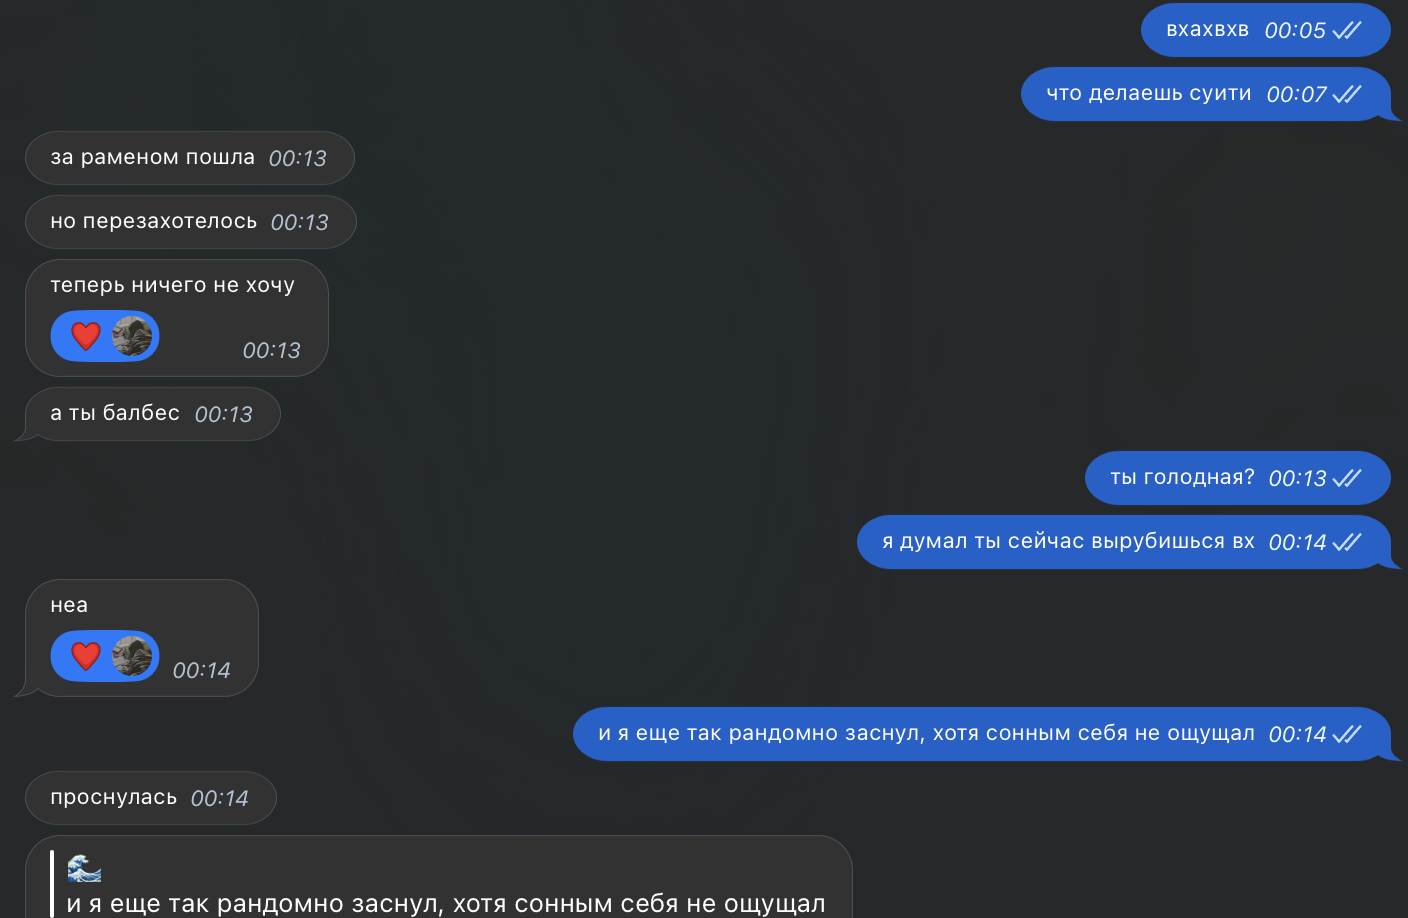 вхахвхв 00:05
что делаешь суити 00:07
за раменом пошла 00:13
но перезахотелось 00:13
теперь ничего не хочу
00:13
а ты балбес 00:13
ты голодная? 00:13
я думал ты сейчас вырубишься вх 00:14
неа
00:14
и я еще так рандомно заснул, хотя сонным себя не ощущал 00:14
проснулась 00:14
и я еще так рандомно заснул, хотя сонным себя не ощущал